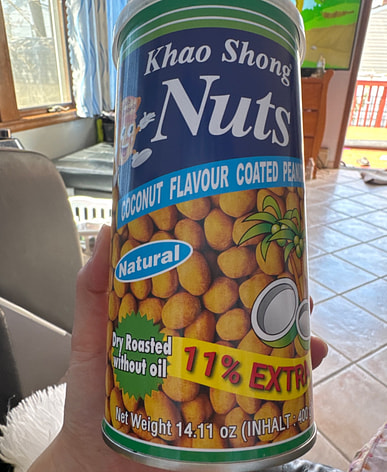 Khao Shong
Nuts
COCONUT FLAVOUR COATED
Natural
Dry Roasted
without oil
11% EXTR
Net Weight 14.11 oz (INHALT : 400